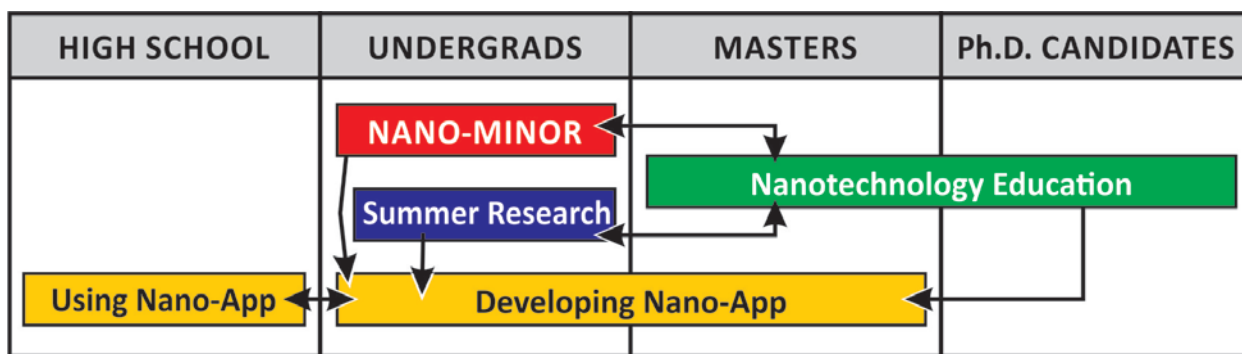 HIGH SCHOOL
UNDERGRADS
MASTERS
Ph.D. CANDIDATES
NANO-MINOR
Nanotechnology Education
Summer Research
Using Nano-App
Developing Nano-App